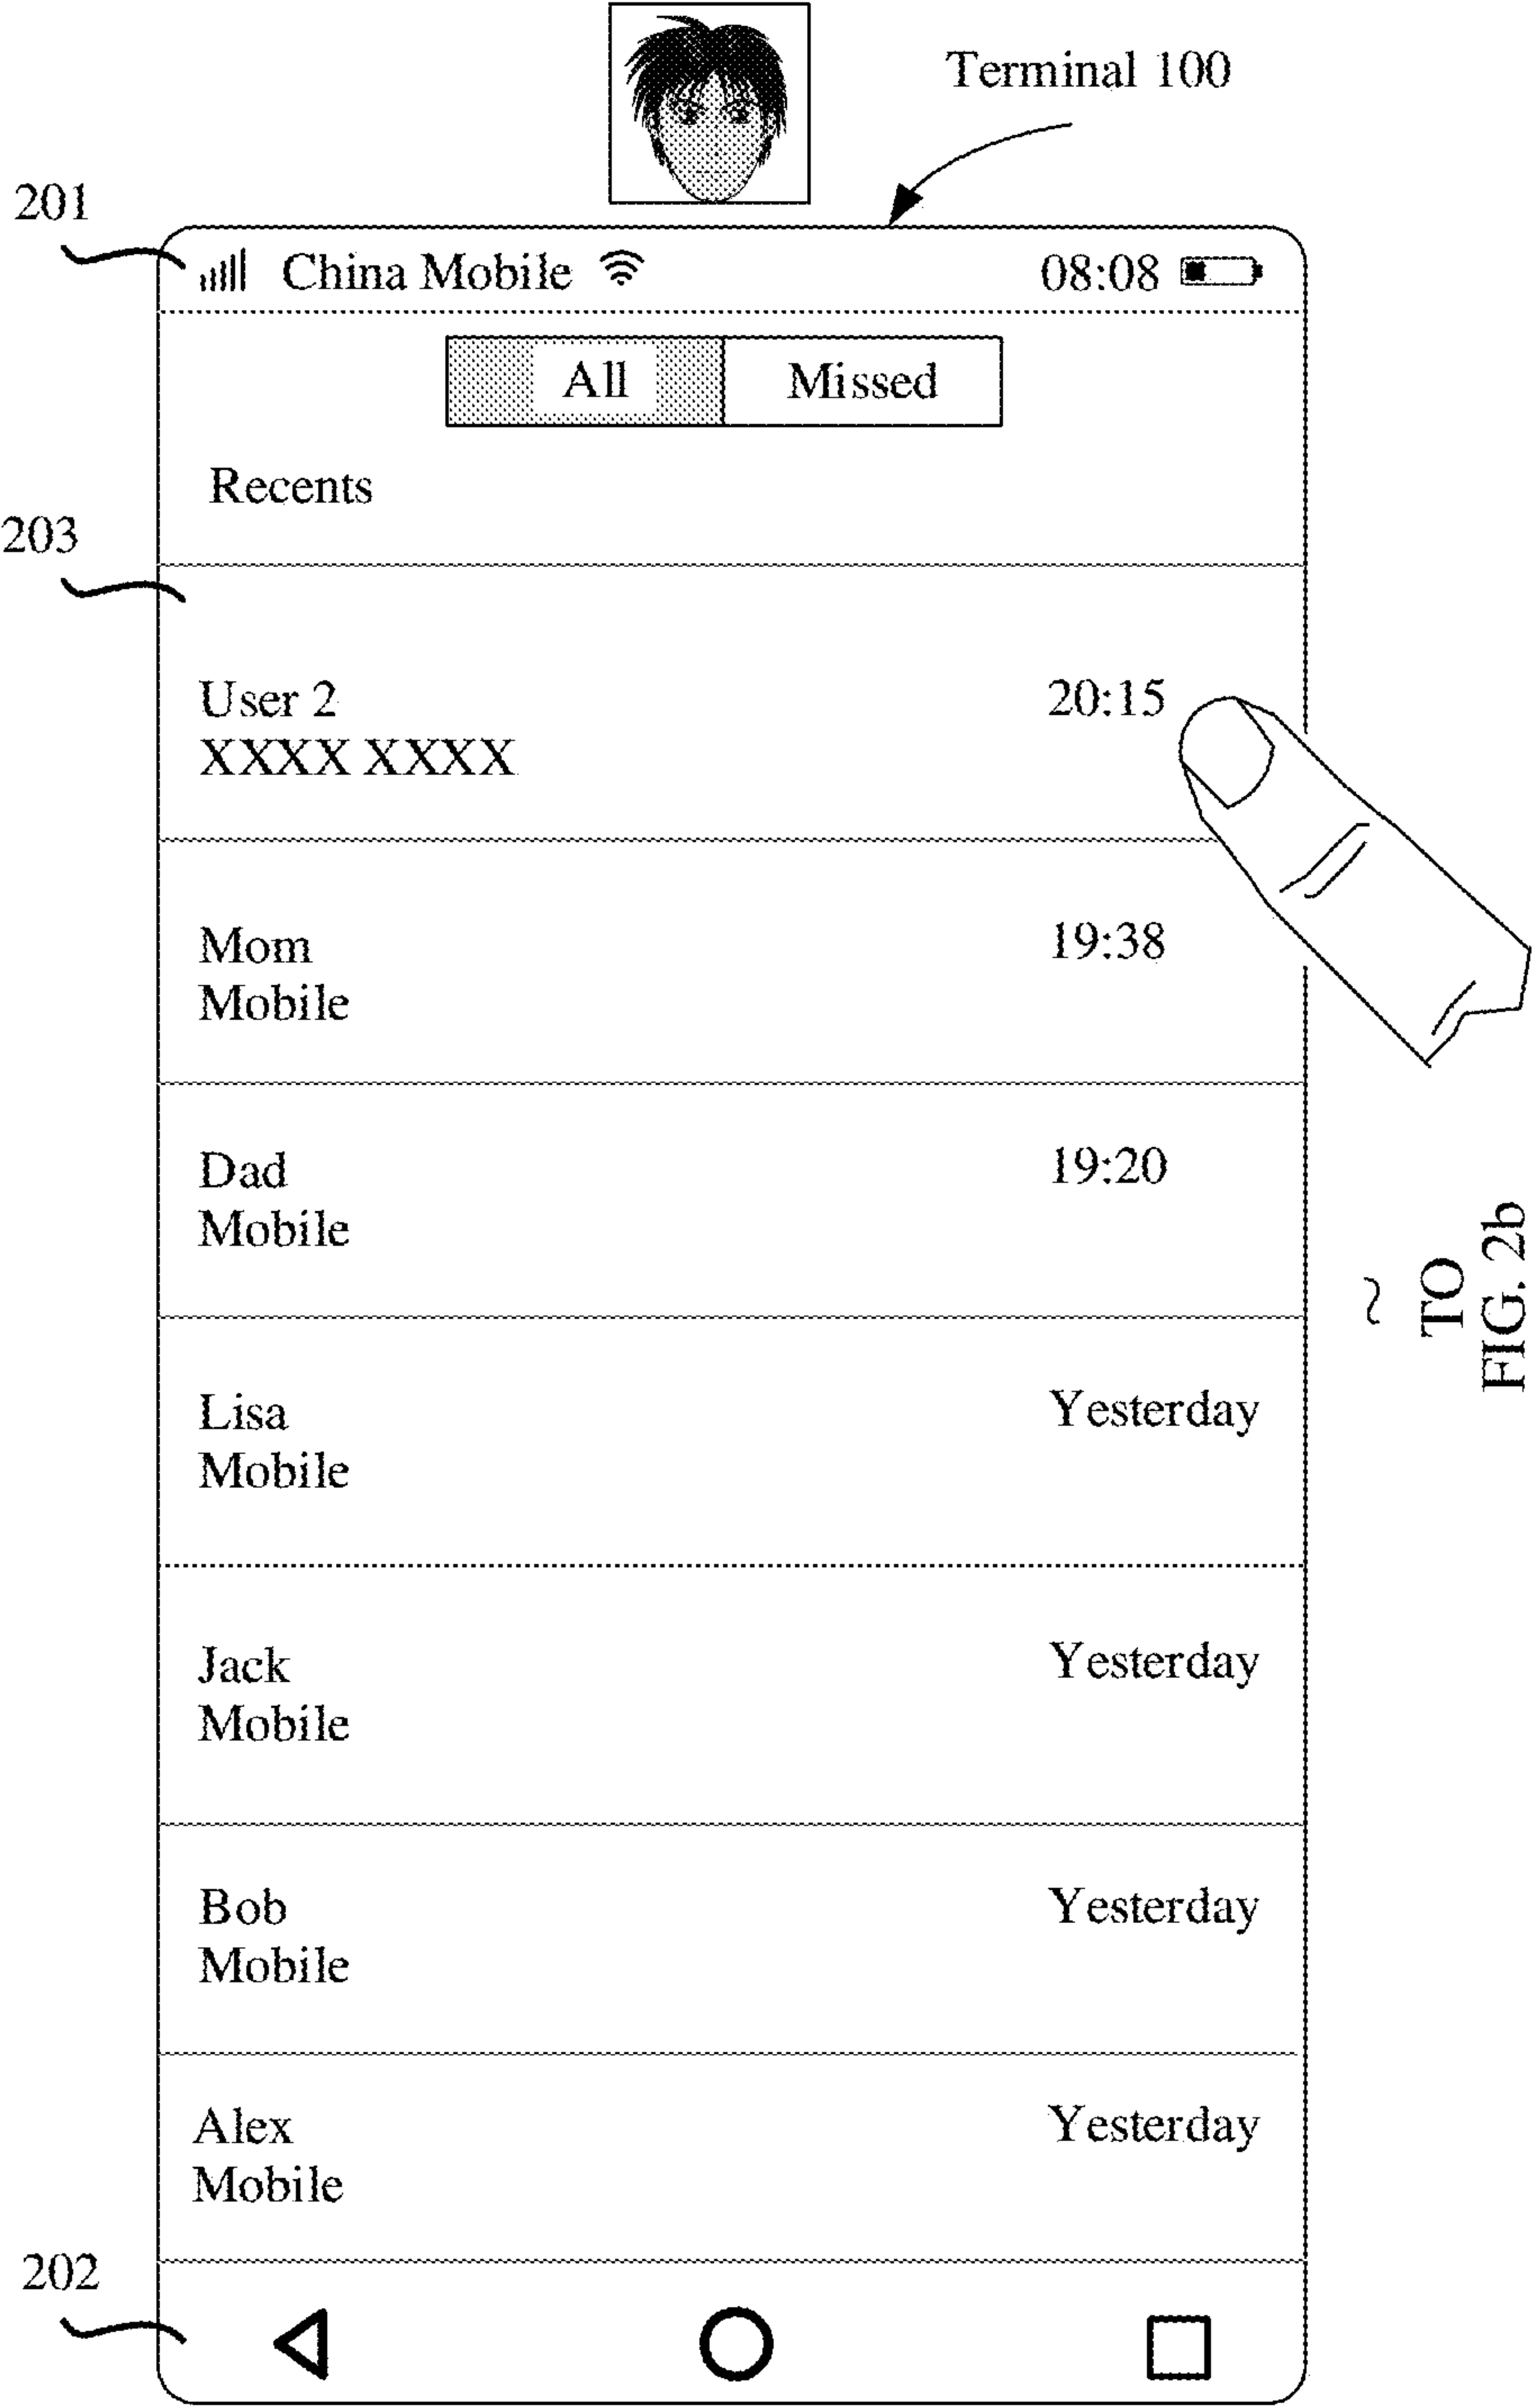 Terminal 100
201
China Mobile 08:08
All Missed
Recents
203
User 2 20:15
XXXX XXXX
Mom 19:38
Mobile
Dad 19:20
Mobile
TO
FIG. 2b
Lisa Yesterday
Mobile
Jack Yesterday
Mobile
Bob Yesterday
Mobile
Alex Yesterday
Mobile
202